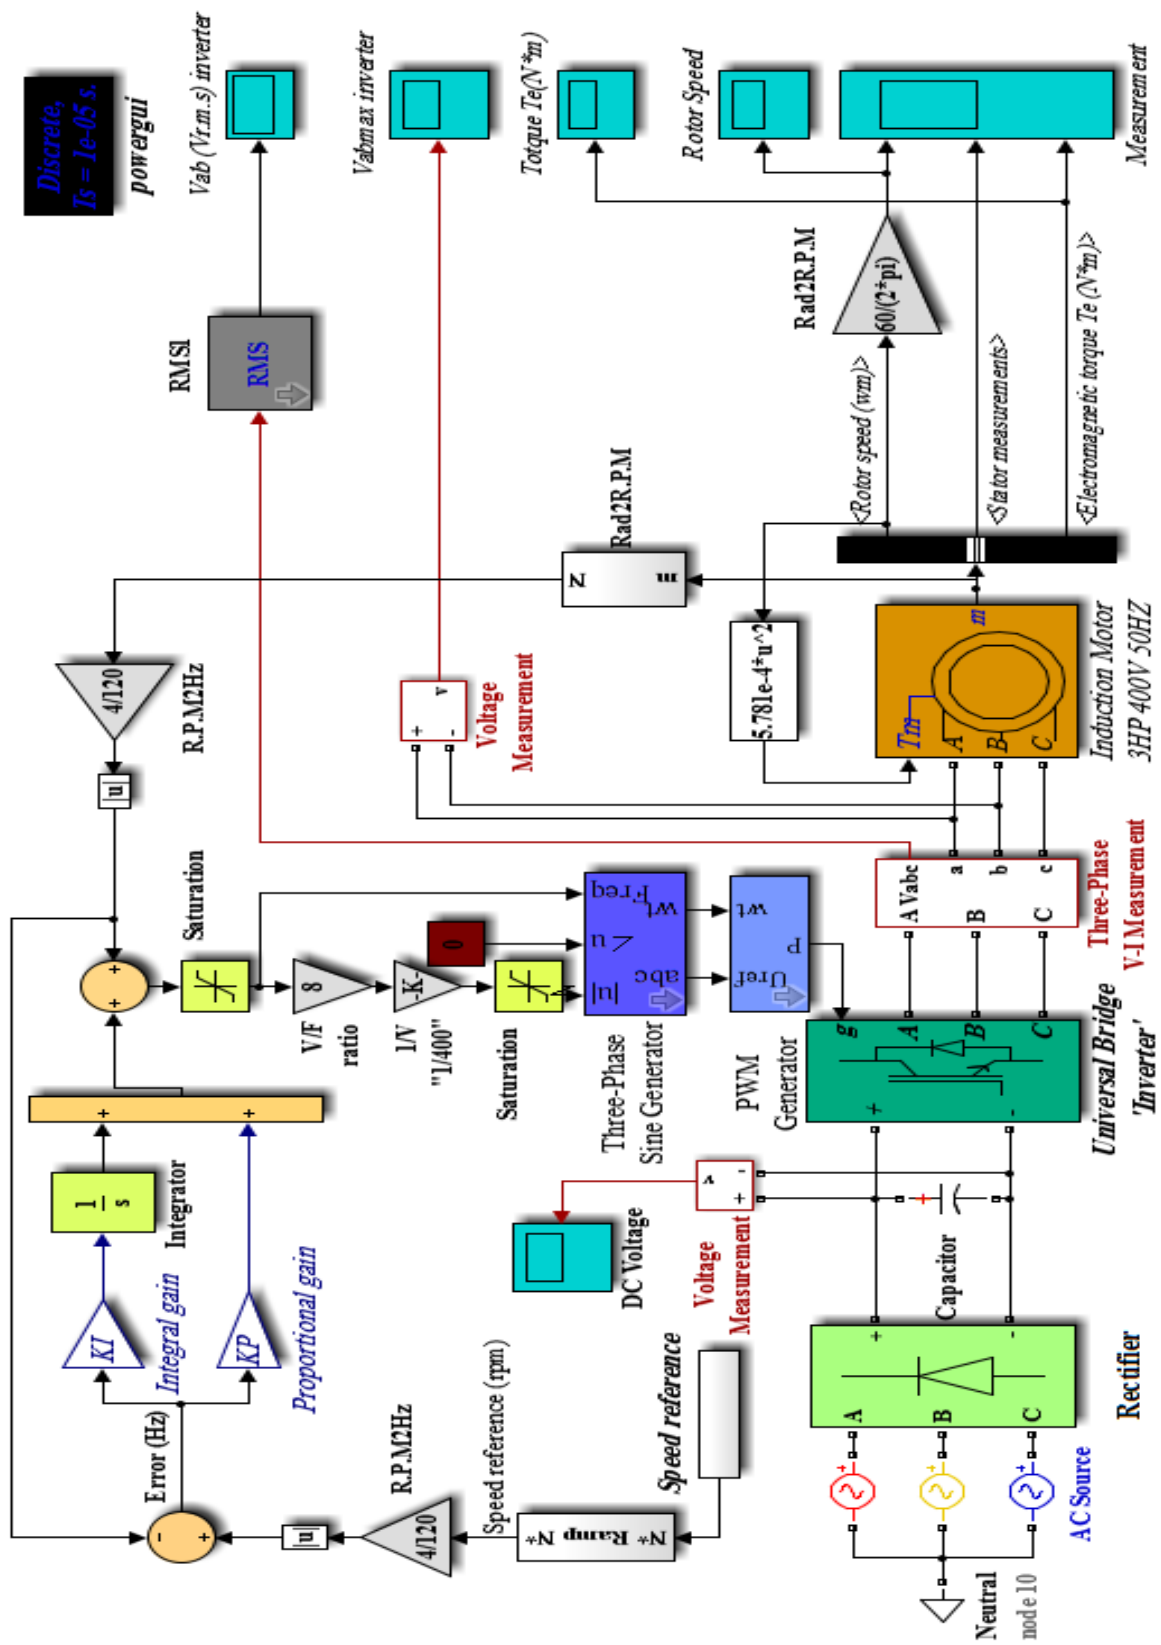 Discrete,
Ts = 1e-05 s.
powergui
Vab (Vr.m.s) inverter
Vabmax inverter
Totque Te(N*m)
Rotor Speed
Measurement
RMS
RMS1
60/(2*pi)
Rad2R.P.M
<Rotor speed (wm)>
<Stator measurements>
<Electromagnetic torque Te (N*m)>
N
m
Rad2R.P.M
4/120
R.P.M2Hz
|u|
+
-
v
Voltage
Measurement
5.781e-4*u^2
Tm
m
A
B
C
Induction Motor
3HP 400V 50HZ
+
+
Saturation
8
V/F
ratio
-K-
1/V
"1/400"
0
Saturation
Freq
wt
∠u
|u|
abc
Three-Phase
Sine Generator
wt
P
Uref
PWM
Generator
A Vabc
a
B
b
C
c
Three-Phase
V-I Measurement
g
A
B
C
+
-
Universal Bridge
'Inverter'
+
+
1
s
Integrator
KI
Integral gain
KP
Proportional gain
Error (Hz)
-
+
|u|
4/120
R.P.M2Hz
Speed reference (rpm)
N* Ramp N*
Speed reference
DC Voltage
v
+
-
Voltage
Measurement
+
Capacitor
+
-
A
B
C
Rectifier
+
+
+
AC Source
Neutral
node 10